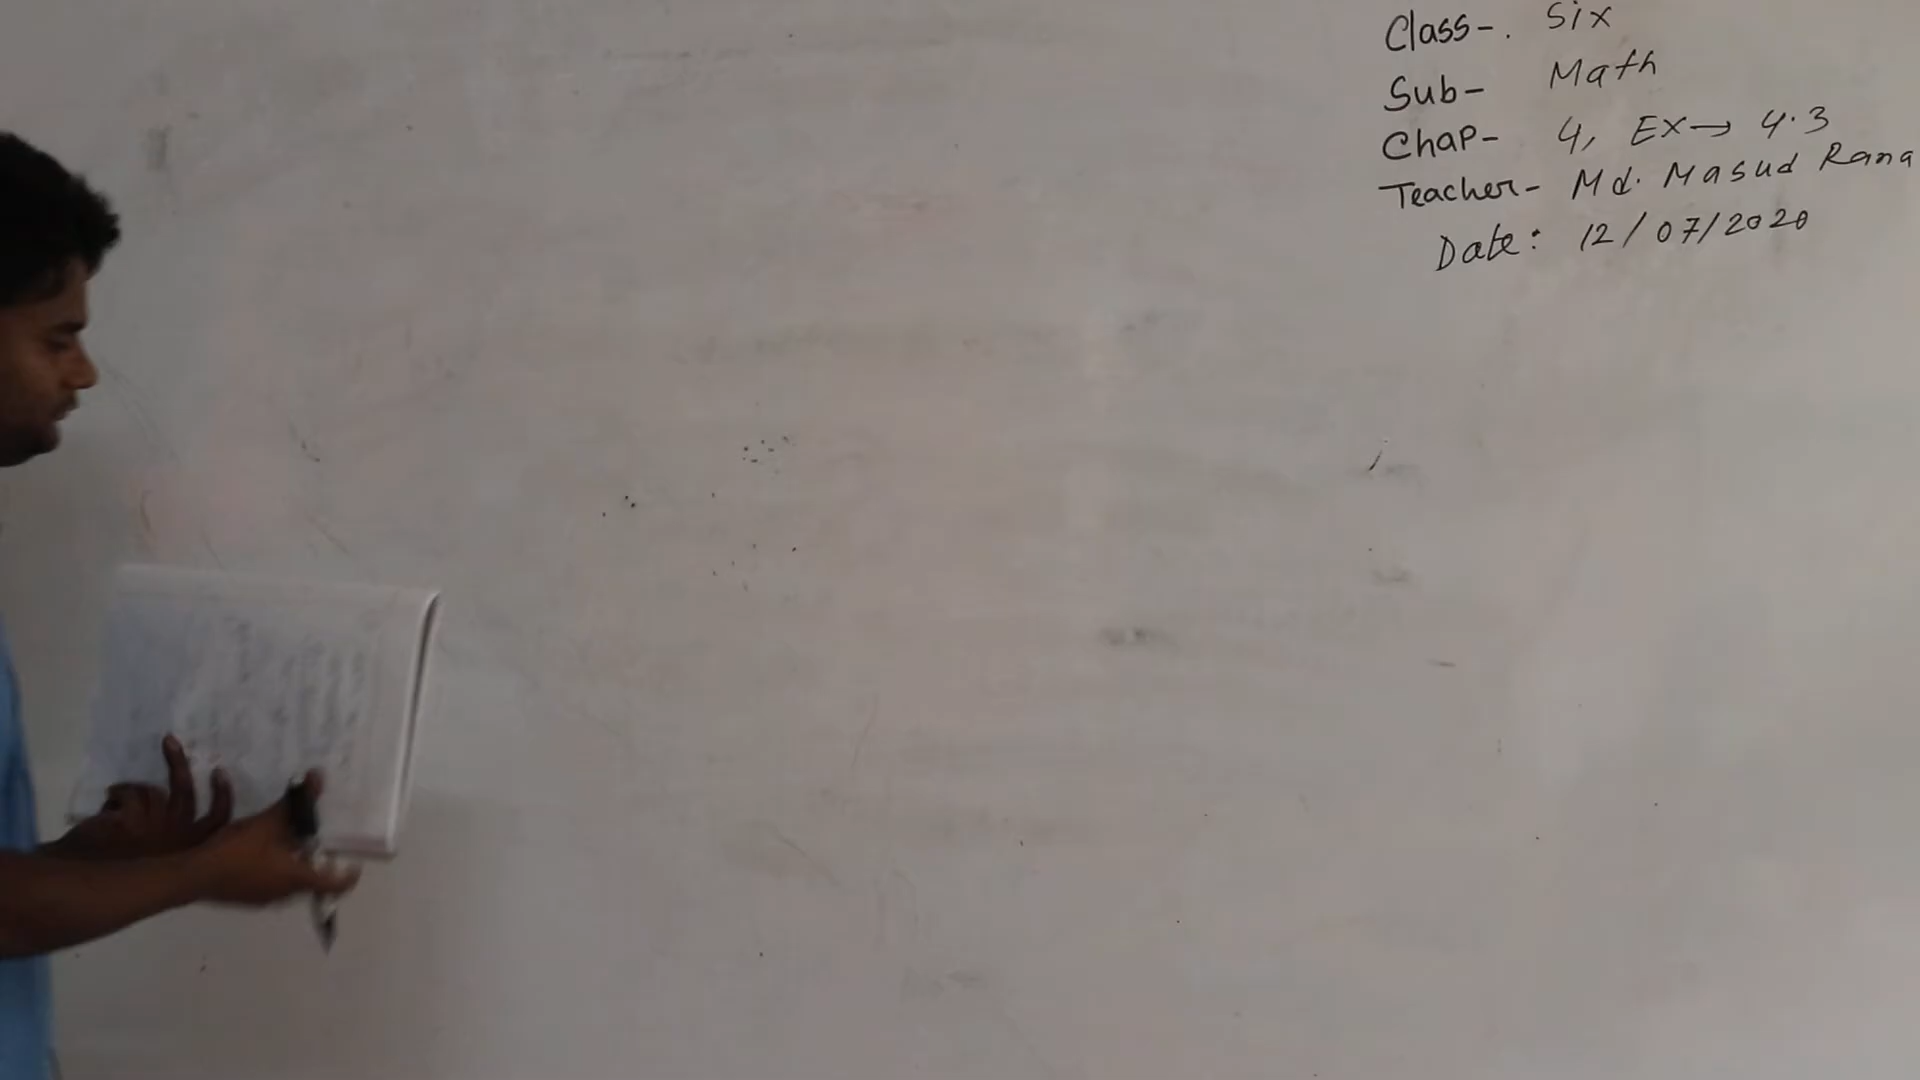 Class-. Six
Sub- Math
Chap- 4, Ex→ 4.3
Teacher- Md. Masud Rana
Date: 12/07/2020